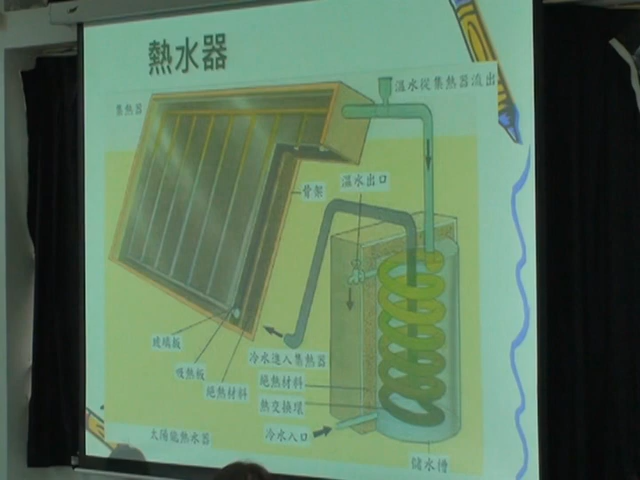 熱水器
集熱器
溫水從集熱器流出
骨架
溫水出口
玻璃板
吸熱板
絕熱材料
冷水進入集熱器
絕熱材料
熱交換環
冷水入口
太陽能熱水器
儲水槽